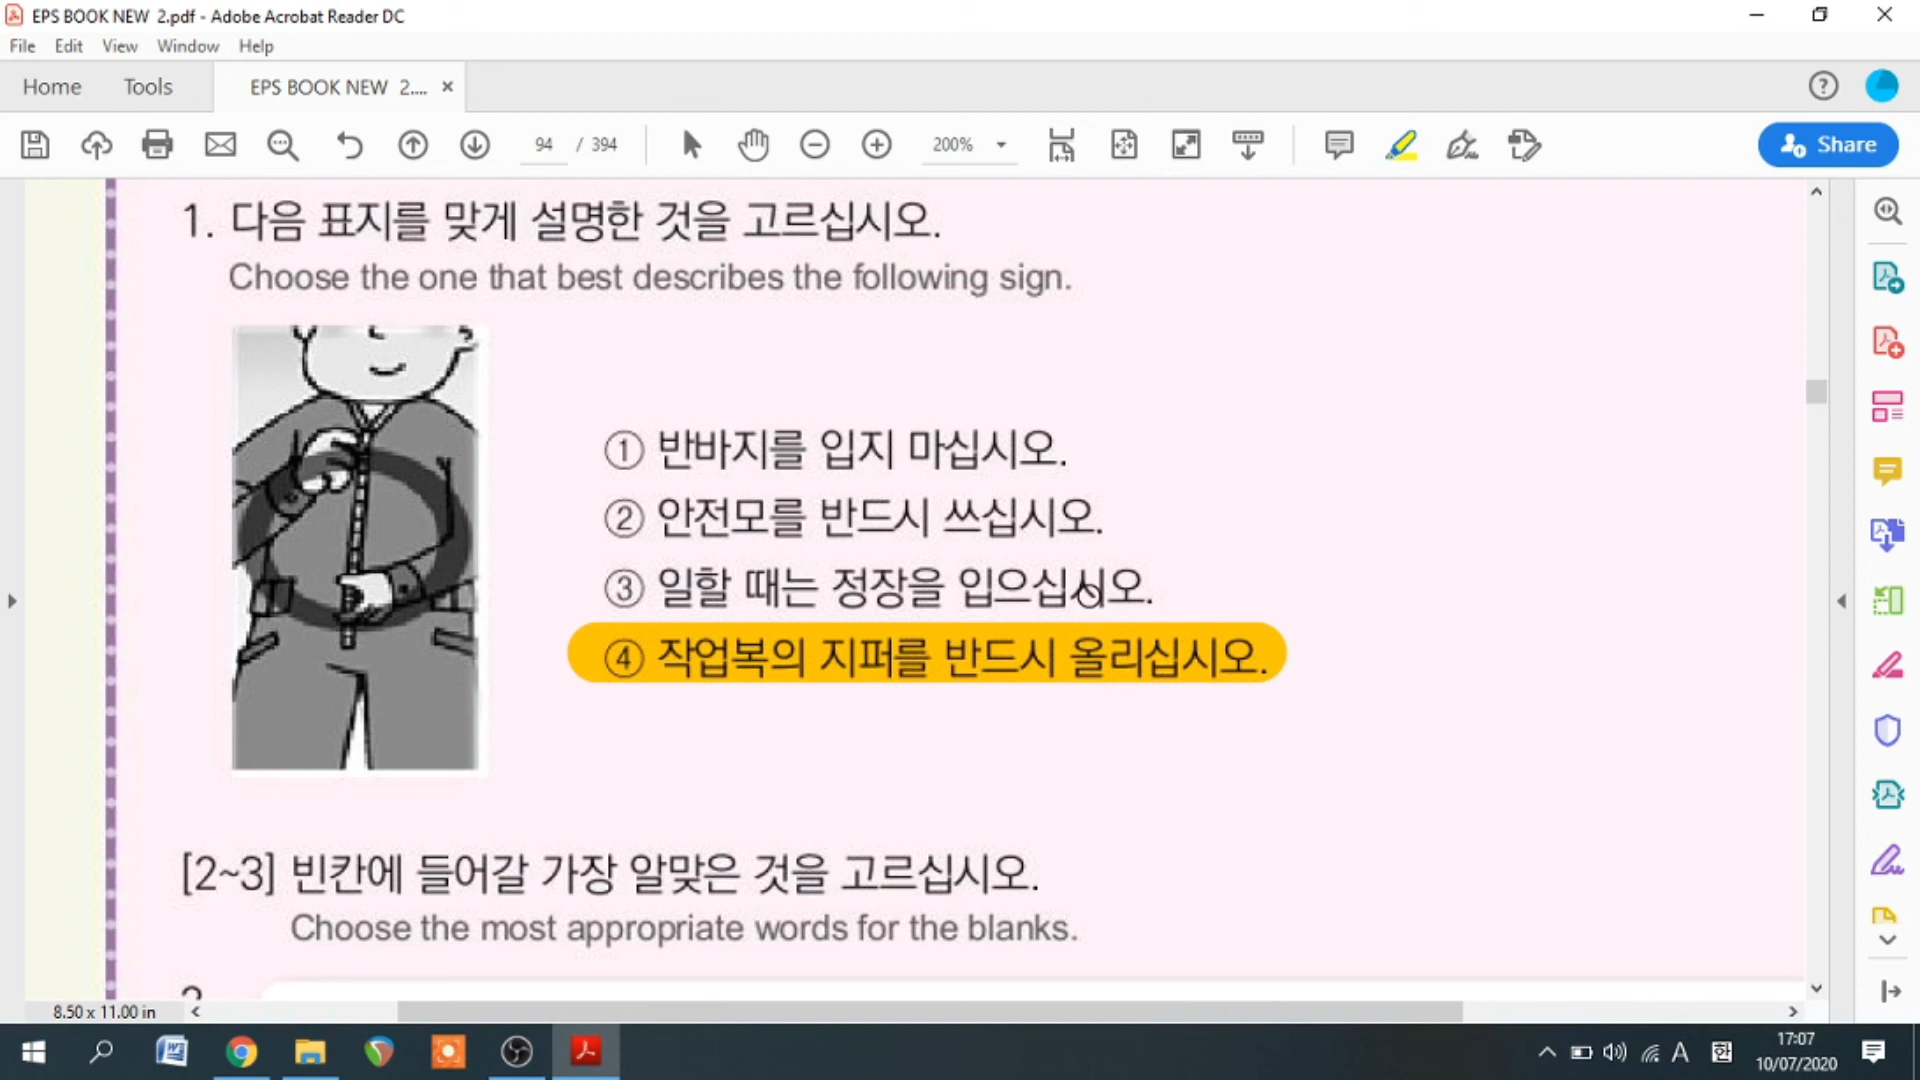 EPS BOOK NEW 2.pdf - Adobe Acrobat Reader DC
File Edit View Window Help
Home Tools EPS BOOK NEW 2....
94 / 394 200% Share
1. 다음 표지를 맞게 설명한 것을 고르십시오.
Choose the one that best describes the following sign.
① 반바지를 입지 마십시오.
② 안전모를 반드시 쓰십시오.
③ 일할 때는 정장을 입으십시오.
④ 작업복의 지퍼를 반드시 올리십시오.
[2~3] 빈칸에 들어갈 가장 알맞은 것을 고르십시오.
Choose the most appropriate words for the blanks.
8.50 x 11.00 in
A 한 17:07
10/07/2020